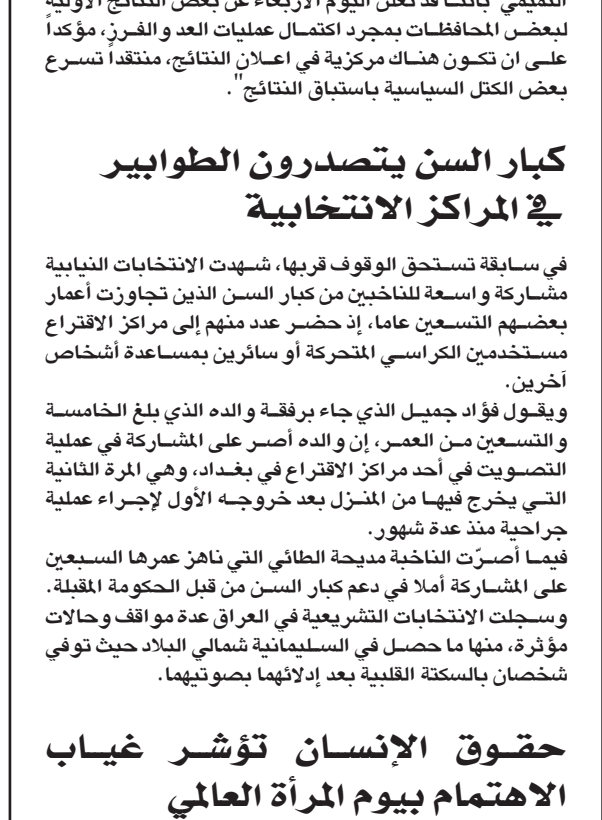 التميمي بأننا قد نعلن اليوم الأربعاء عن بعض النتائج الأولية
لبعض المحافظات بمجرد اكتمال عمليات العد والفرز، مؤكداً
على ان تكون هناك مركزية في اعلان النتائج، منتقداً تسرع
بعض الكتل السياسية باستباق النتائج".
كبار السن يتصدرون الطوابير
في المراكز الانتخابية
في سابقة تستحق الوقوف قربها، شهدت الانتخابات النيابية
مشاركة واسعة للناخبين من كبار السن الذين تجاوزت أعمار
بعضهم التسعين عاما، إذ حضر عدد منهم إلى مراكز الاقتراع
مستخدمين الكراسي المتحركة أو سائرين بمساعدة أشخاص
آخرين.
ويقول فؤاد جميل الذي جاء برفقة والده الذي بلغ الخامسة
والتسعين من العمر، إن والده أصر على المشاركة في عملية
التصويت في أحد مراكز الاقتراع في بغداد، وهي المرة الثانية
التي يخرج فيها من المنزل بعد خروجه الأول لإجراء عملية
جراحية منذ عدة شهور.
فيما أصرّت الناخبة مديحة الطائي التي ناهز عمرها السبعين
على المشاركة أملا في دعم كبار السن من قبل الحكومة المقبلة.
وسجلت الانتخابات التشريعية في العراق عدة مواقف وحالات
مؤثرة، منها ما حصل في السليمانية شمالي البلاد حيث توفي
شخصان بالسكتة القلبية بعد إدلائهما بصوتيهما.
حقوق الإنسان تؤشر غياب
الاهتمام بيوم المرأة العالمي